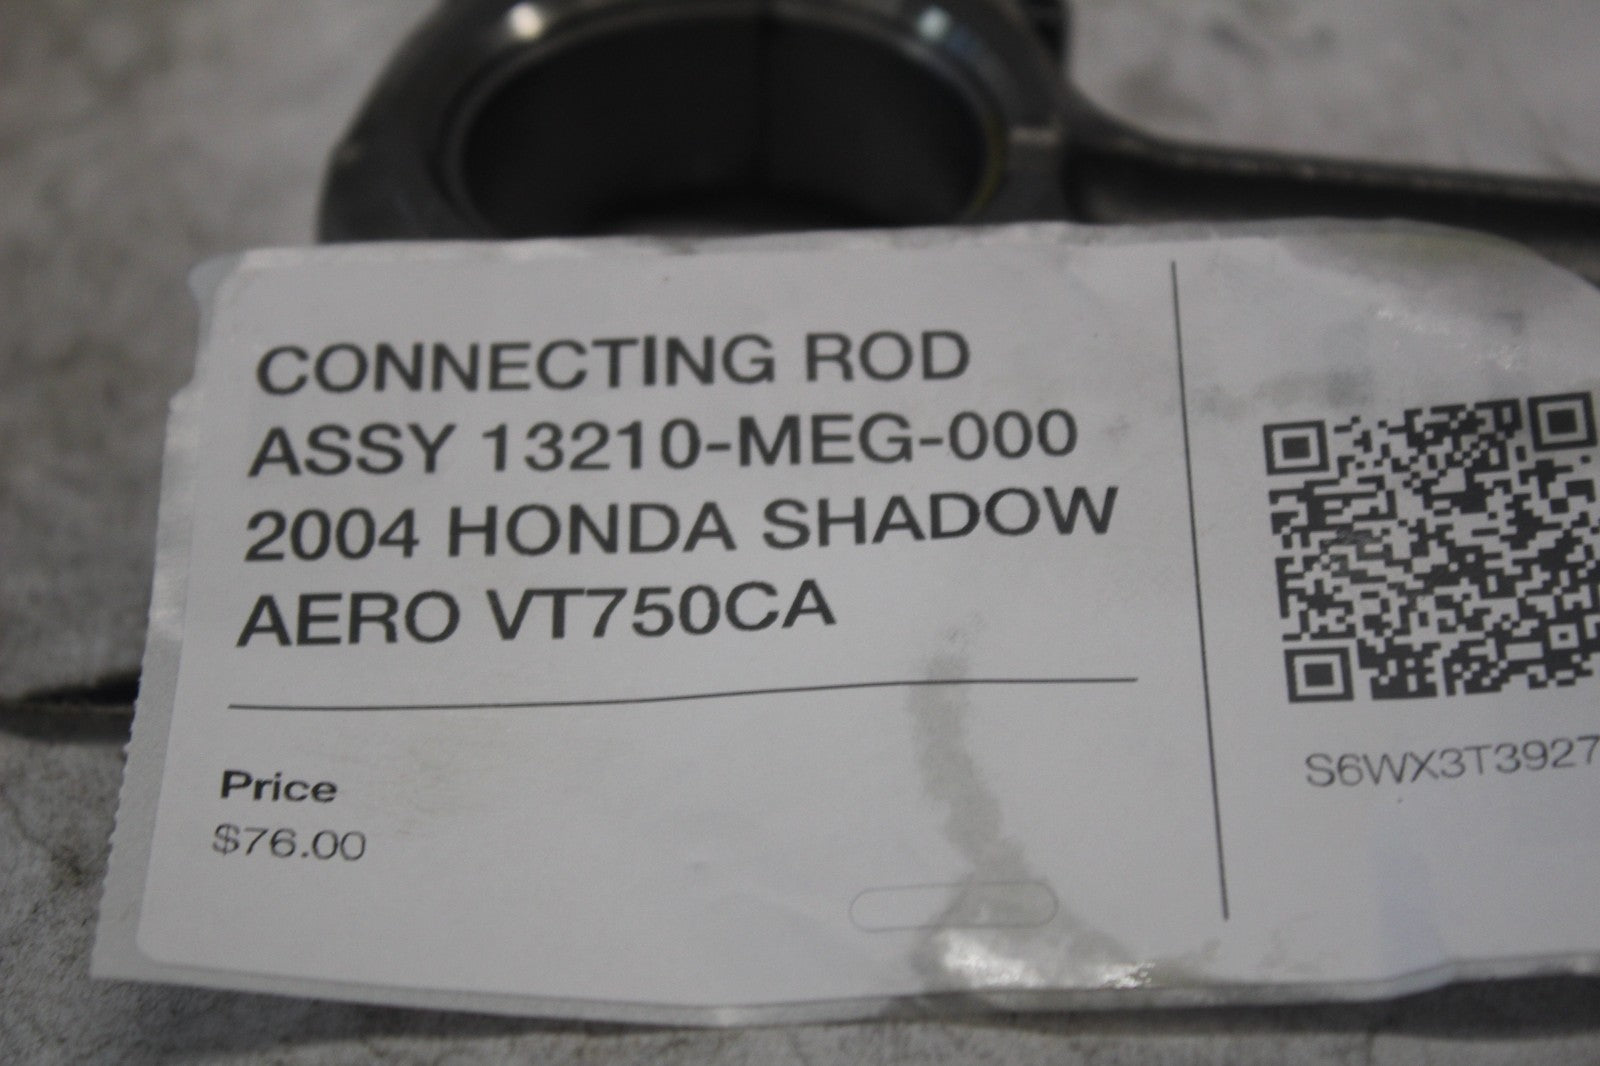 CONNECTING ROD
ASSY 13210-MEG-000
2004 HONDA SHADOW
AERO VT750CA
Price
$76.00
S6WX3T3927